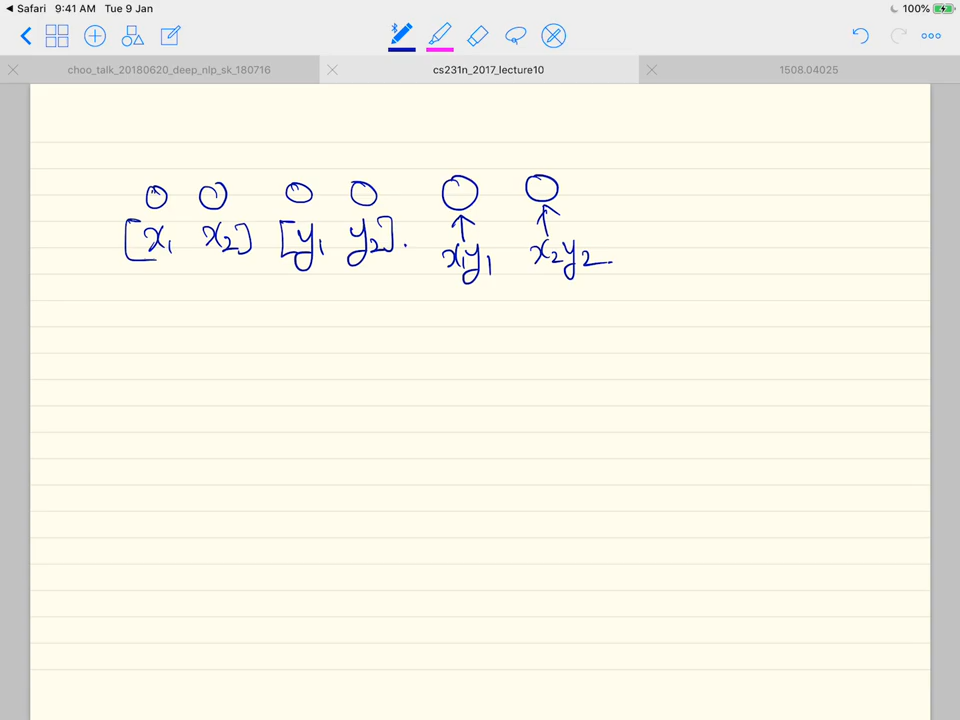 Safari 9:41 AM Tue 9 Jan 100%
choo_talk_20180620_deep_nlp_sk_180716 cs231n_2017_lecture10 1508.04025
[x₁ x₂] [y₁ y₂]. x₁y₁ x₂y₂.